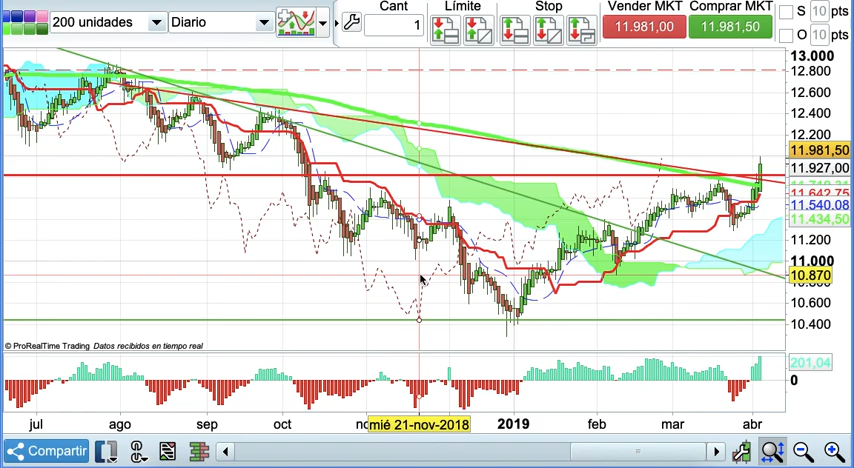 Cant Límite Stop Vender MKT Comprar MKT
200 unidades Diario 1 11.981,00 11.981,50
S 10 pts
O 10 pts
13.000
12.800
12.600
12.400
12.200
11.981,50
11.927,00
11.642,75
11.540,08
11.434,50
11.200
11.000
10.870
10.600
10.400
© ProRealTime Trading Datos recibidos en tiempo real
201,04
0
jul ago sep oct mié 21-nov-2018 2019 feb mar abr
Compartir